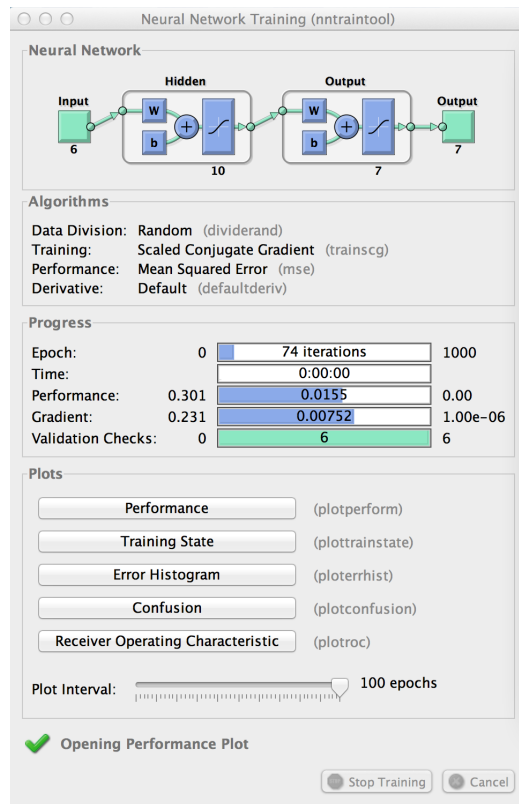 Neural Network Training (nntraintool)
Neural Network
Hidden Output
Input Output
W W
b b
6 10 7 7
Algorithms
Data Division: Random (dividerand)
Training: Scaled Conjugate Gradient (trainscg)
Performance: Mean Squared Error (mse)
Derivative: Default (defaultderiv)
Progress
Epoch: 0 74 iterations 1000
Time: 0:00:00
Performance: 0.301 0.0155 0.00
Gradient: 0.231 0.00752 1.00e-06
Validation Checks: 0 6 6
Plots
Performance (plotperform)
Training State (plottrainstate)
Error Histogram (ploterrhist)
Confusion (plotconfusion)
Receiver Operating Characteristic (plotroc)
Plot Interval: 100 epochs
Opening Performance Plot
Stop Training Cancel